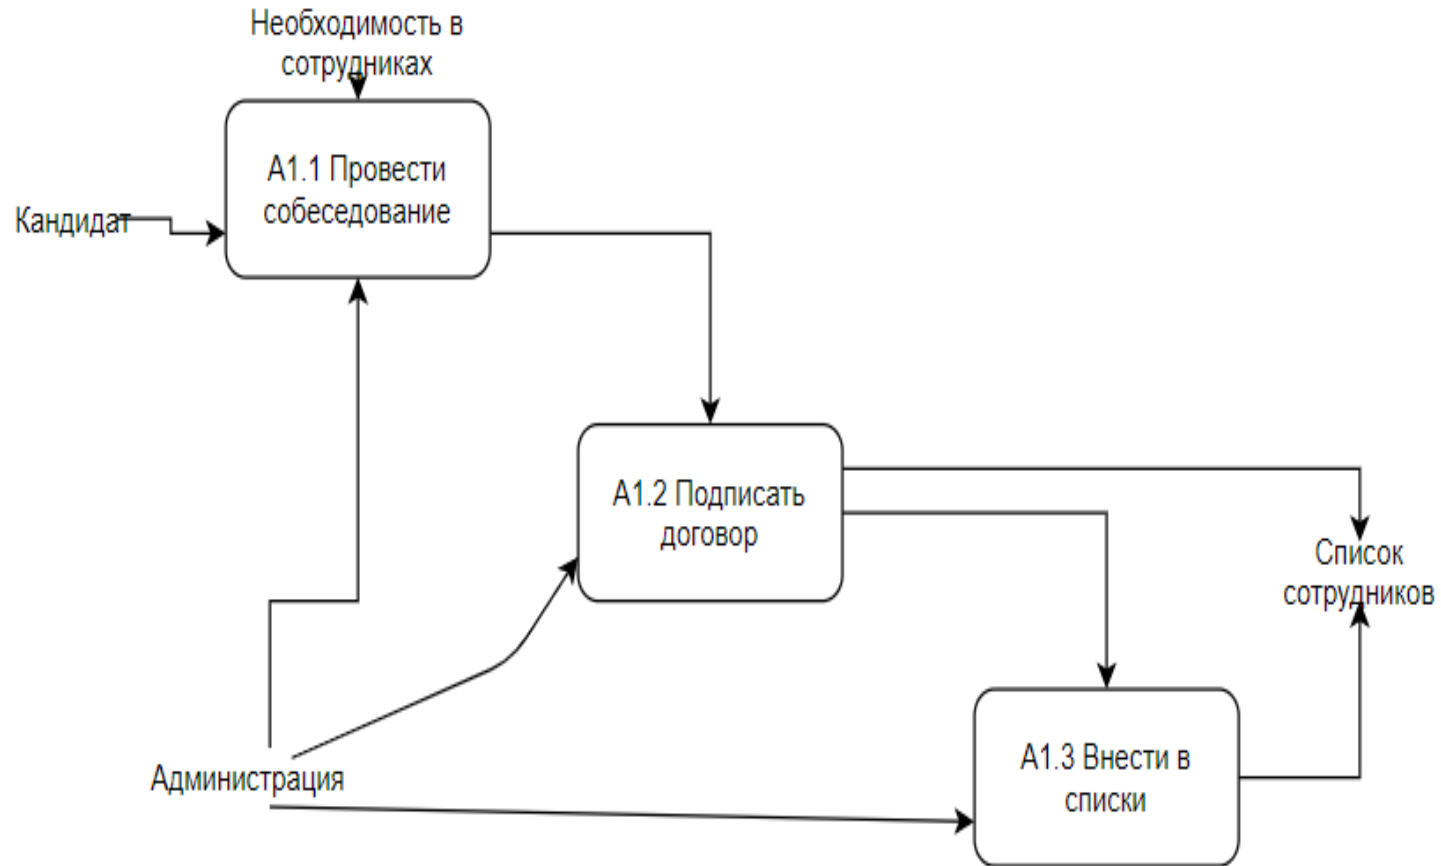 Необходимость в
сотрудниках
А1.1 Провести
собеседование
Кандидат
А1.2 Подписать
договор
Список
сотрудников
А1.3 Внести в
списки
Администрация